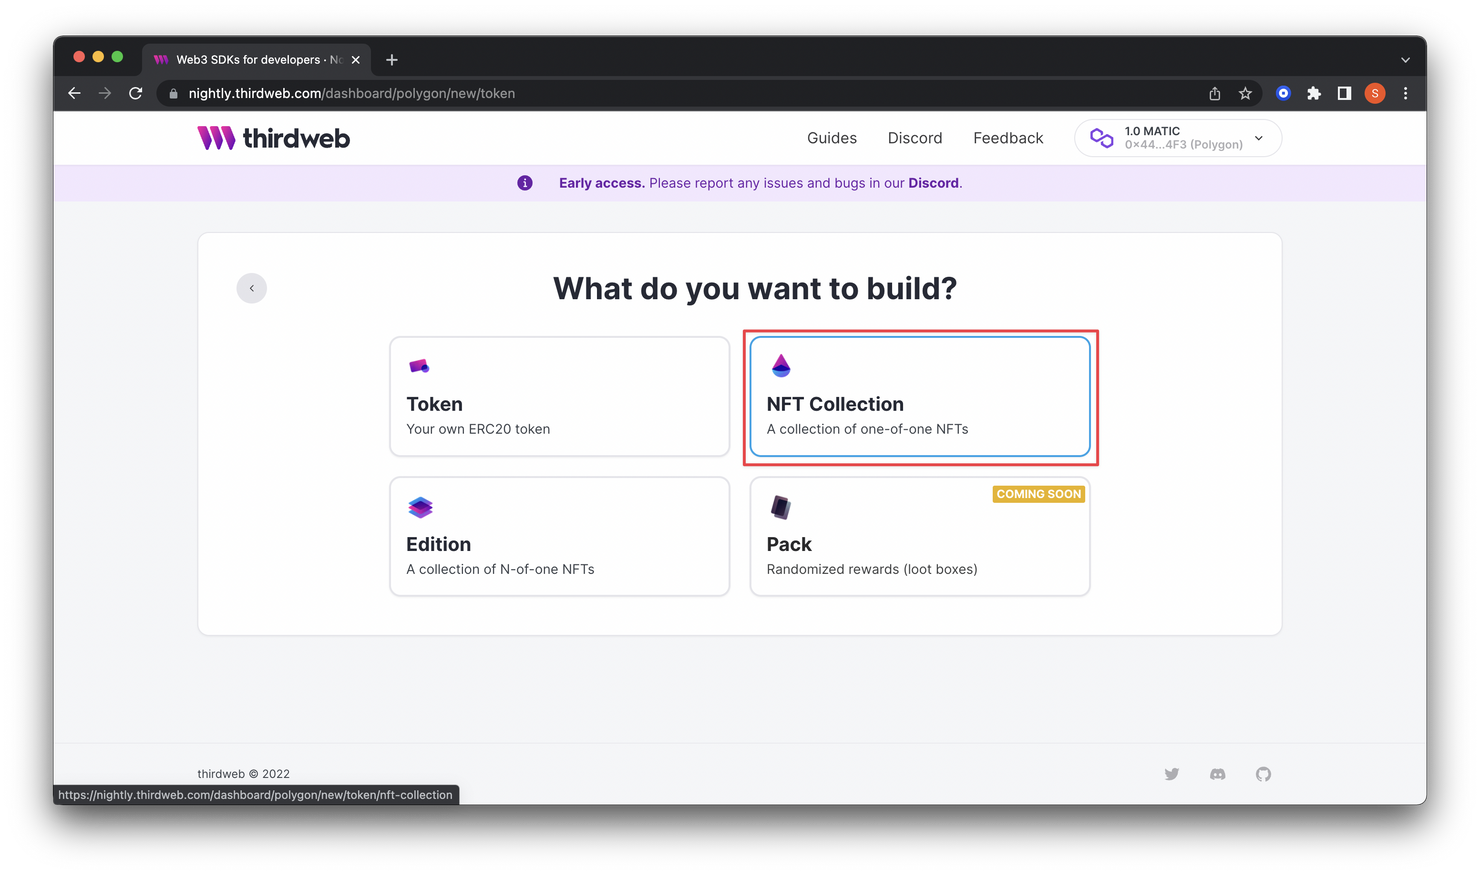 Web3 SDKs for developers · No
nightly.thirdweb.com/dashboard/polygon/new/token
S
thirdweb
Guides
Discord
Feedback
1.0 MATIC
0x44...4F3 (Polygon)
Early access. Please report any issues and bugs in our Discord.
What do you want to build?
Token
Your own ERC20 token
NFT Collection
A collection of one-of-one NFTs
Edition
A collection of N-of-one NFTs
COMING SOON
Pack
Randomized rewards (loot boxes)
thirdweb © 2022
https://nightly.thirdweb.com/dashboard/polygon/new/token/nft-collection